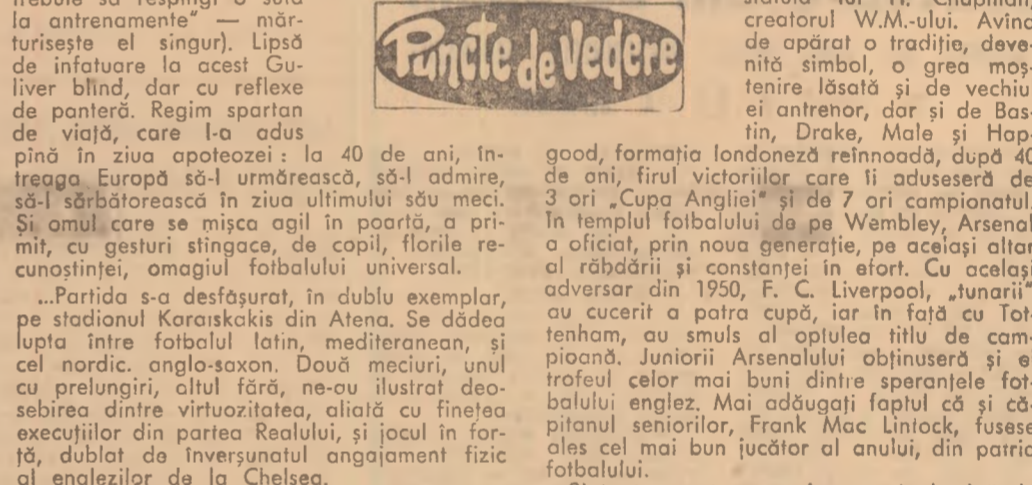 trebuie să respingi o sută
la antrenamente" — măr-
turisește el singur). Lipsă
de infatuare la acest Gu-
liver blînd, dar cu reflexe
de panteră. Regim spartan
de viață, care l-a adus
pînă în ziua apoteozei : la 40 de ani, în-
treaga Europă să-l urmărească, să-l admire,
să-l sărbătorească în ziua ultimului său meci.
Și omul care se mișca agil în poartă, a pri-
mit, cu gesturi stîngace, de copil, florile re-
cunoștinței, omagiul fotbalului universal.
...Partida s-a desfășurat, în dublu exemplar,
pe stadionul Karaiskakis din Atena. Se dădea
lupta între fotbalul latin, mediteranean, și
cel nordic. anglo-saxon. Două meciuri, unul
cu prelungiri, altul fără, ne-au ilustrat deo-
sebirea dintre virtuozitatea, aliată cu finețea
execuțiilor din partea Realului, și jocul în for-
ță, dublat de înverșunatul angajament fizic
al englezilor de la Chelsea.
Puncte de Vedere
H. Chapman,
creatorul W.M.-ului. Avînd
de apărat o tradiție, deve-
nită simbol, o grea moș-
tenire lăsată și de vechiul
ei antrenor, dar și de Bas-
tin, Drake, Male și Hap-
good, formația londoneză reînnoadă, după 40
de ani, firul victoriilor care îi aduseseră de
3 ori „Cupa Angliei" și de 7 ori campionatul.
În templul fotbalului de pe Wembley, Arsenal
a oficiat, prin noua generație, pe același altar
al răbdării și constanței în efort. Cu același
adversar din 1950, F. C. Liverpool, „tunarii"
au cucerit a patra cupă, iar în față cu Tot-
tenham, au smuls al optulea titlu de cam-
pioană. Juniorii Arsenalului obținuseră și ei
trofeul celor mai buni dintre speranțele fot-
balului englez. Mai adăugați faptul că și că-
pitanul seniorilor, Frank Mac Lintock, fusese
ales cel mai bun jucător al anului, din patria
fotbalului.